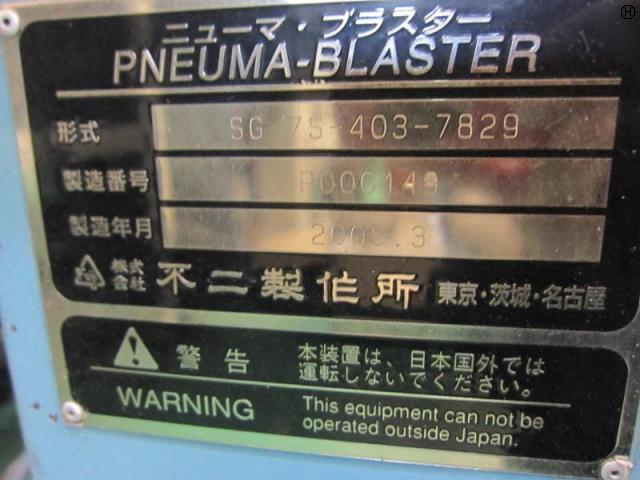 ニューマ・ブラスター
PNEUMA-BLASTER
形式 SG-7S-403-7829
製造番号 P000149
製造年月
株式会社 不二製作所 東京・茨城・名古屋
警告 本装置は、日本国外では
運転しないでください。
WARNING This equipment can not be
operated outside Japan.
H